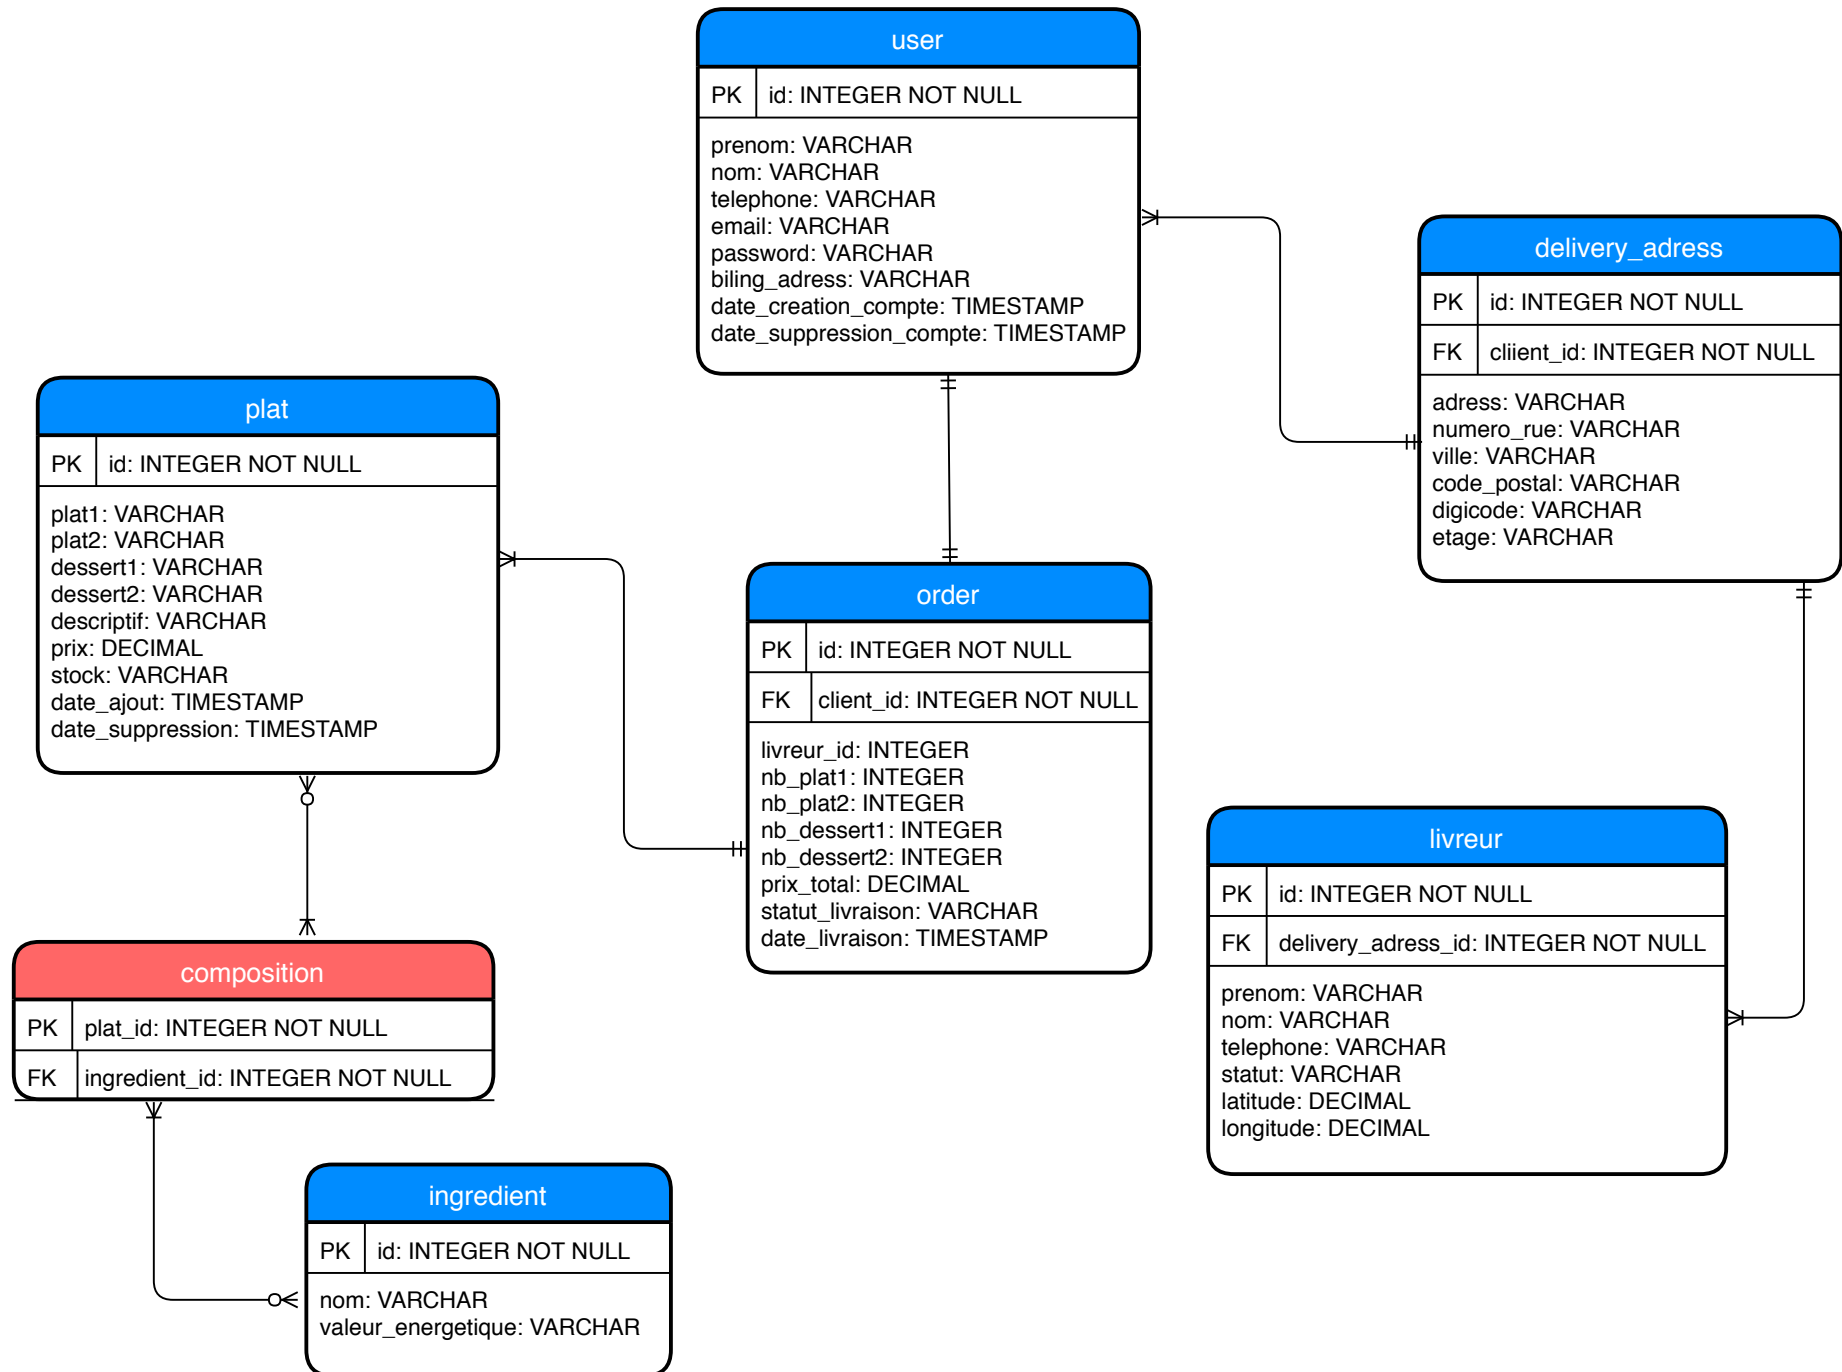 user
PK id: INTEGER NOT NULL
prenom: VARCHAR
nom: VARCHAR
telephone: VARCHAR
email: VARCHAR
password: VARCHAR
biling_adress: VARCHAR
date_creation_compte: TIMESTAMP
date_suppression_compte: TIMESTAMP
delivery_adress
PK id: INTEGER NOT NULL
FK cliient_id: INTEGER NOT NULL
adress: VARCHAR
numero_rue: VARCHAR
ville: VARCHAR
code_postal: VARCHAR
digicode: VARCHAR
etage: VARCHAR
plat
PK id: INTEGER NOT NULL
plat1: VARCHAR
plat2: VARCHAR
dessert1: VARCHAR
dessert2: VARCHAR
descriptif: VARCHAR
prix: DECIMAL
stock: VARCHAR
date_ajout: TIMESTAMP
date_suppression: TIMESTAMP
order
PK id: INTEGER NOT NULL
FK client_id: INTEGER NOT NULL
livreur_id: INTEGER
nb_plat1: INTEGER
nb_plat2: INTEGER
nb_dessert1: INTEGER
nb_dessert2: INTEGER
prix_total: DECIMAL
statut_livraison: VARCHAR
date_livraison: TIMESTAMP
livreur
PK id: INTEGER NOT NULL
FK delivery_adress_id: INTEGER NOT NULL
prenom: VARCHAR
nom: VARCHAR
telephone: VARCHAR
statut: VARCHAR
latitude: DECIMAL
longitude: DECIMAL
composition
PK plat_id: INTEGER NOT NULL
FK ingredient_id: INTEGER NOT NULL
ingredient
PK id: INTEGER NOT NULL
nom: VARCHAR
valeur_energetique: VARCHAR